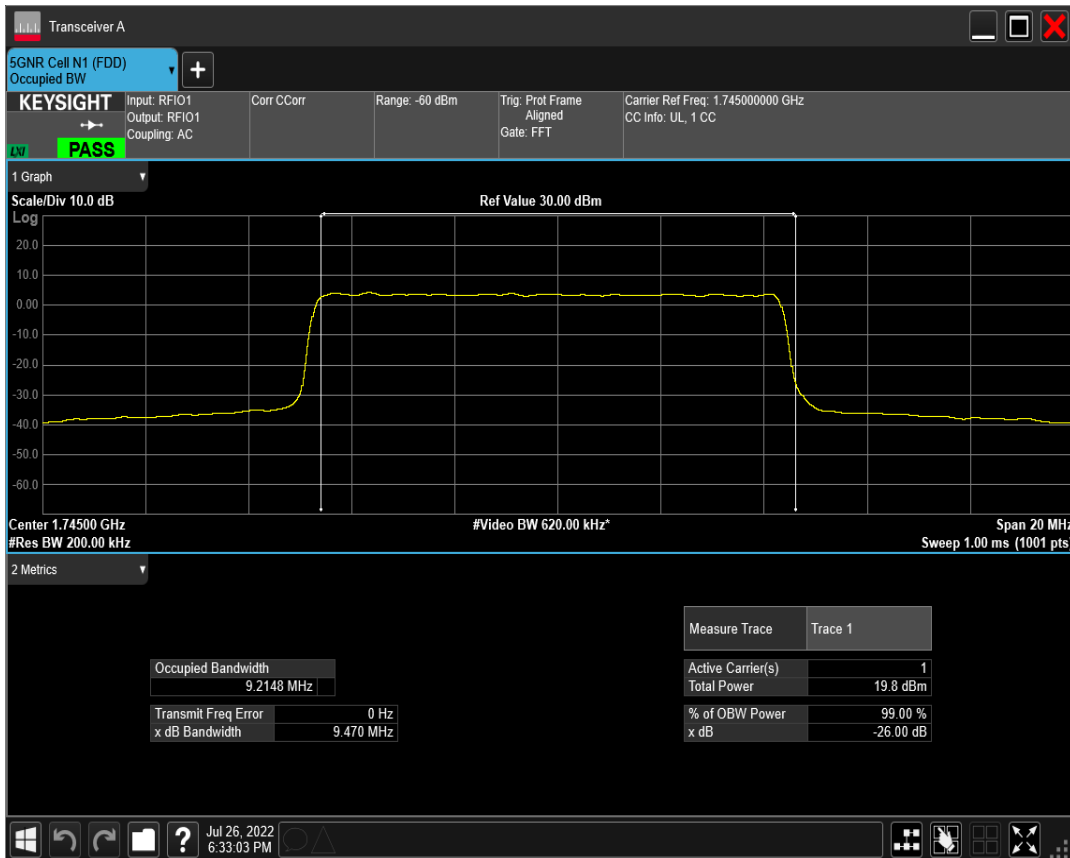 Transceiver A
5GNR Cell N1 (FDD)
Occupied BW
+
KEYSIGHT
LXI
PASS
Input: RFIO1
Output: RFIO1
Coupling: AC
Corr CCorr
Range: -60 dBm
Trig: Prot Frame
Aligned
Gate: FFT
Carrier Ref Freq: 1.745000000 GHz
CC Info: UL, 1 CC
1 Graph
Scale/Div 10.0 dB
Ref Value 30.00 dBm
Log
20.0
10.0
0.00
-10.0
-20.0
-30.0
-40.0
-50.0
-60.0
Center 1.74500 GHz
#Video BW 620.00 kHz*
Span 20 MHz
#Res BW 200.00 kHz
Sweep 1.00 ms (1001 pts)
2 Metrics
Measure Trace Trace 1
Occupied Bandwidth
9.2148 MHz
Active Carrier(s) 1
Total Power 19.8 dBm
Transmit Freq Error 0 Hz
x dB Bandwidth 9.470 MHz
% of OBW Power 99.00 %
x dB -26.00 dB
?
Jul 26, 2022
6:33:03 PM